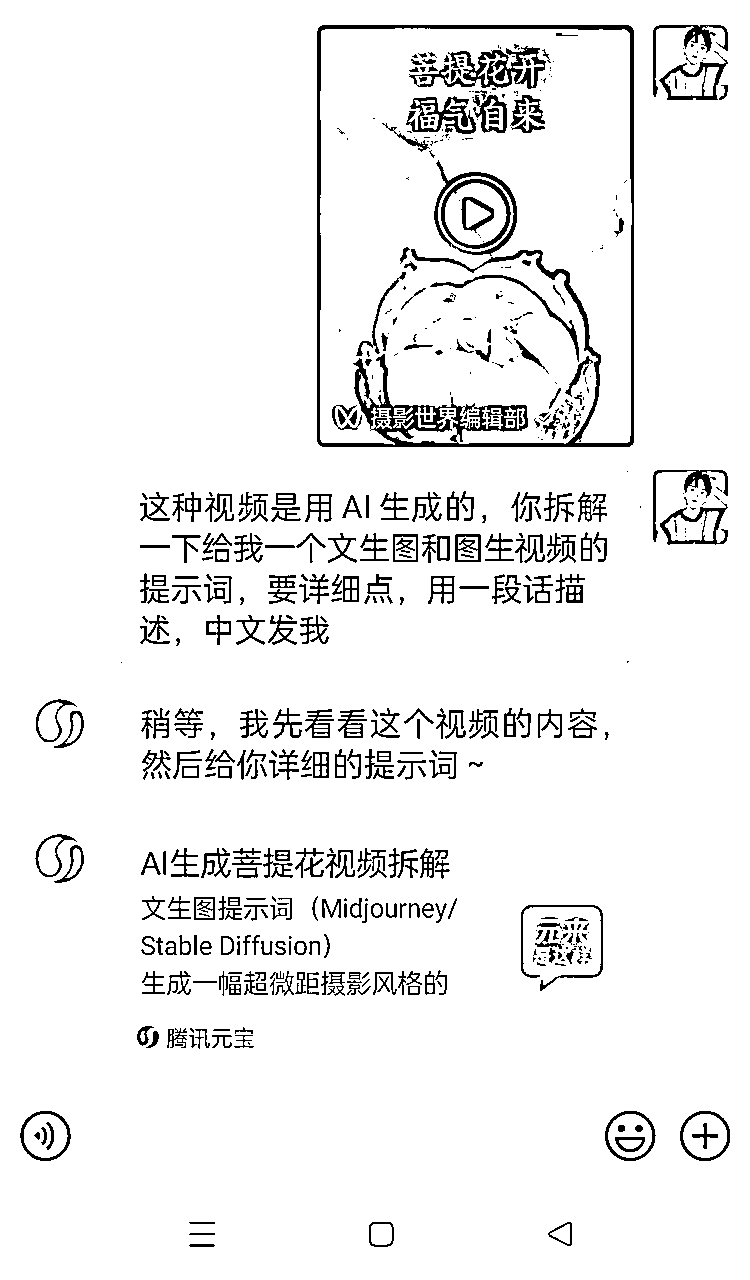 菩提花开
福气自来
摄影世界编辑部
这种视频是用 AI 生成的，你拆解
一下给我一个文生图和图生视频的
提示词，要详细点，用一段话描
述，中文发我
稍等，我先看看这个视频的内容，
然后给你详细的提示词 ~
AI生成菩提花视频拆解
文生图提示词（Midjourney/
Stable Diffusion）
生成一幅超微距摄影风格的
元来
是这样
腾讯元宝